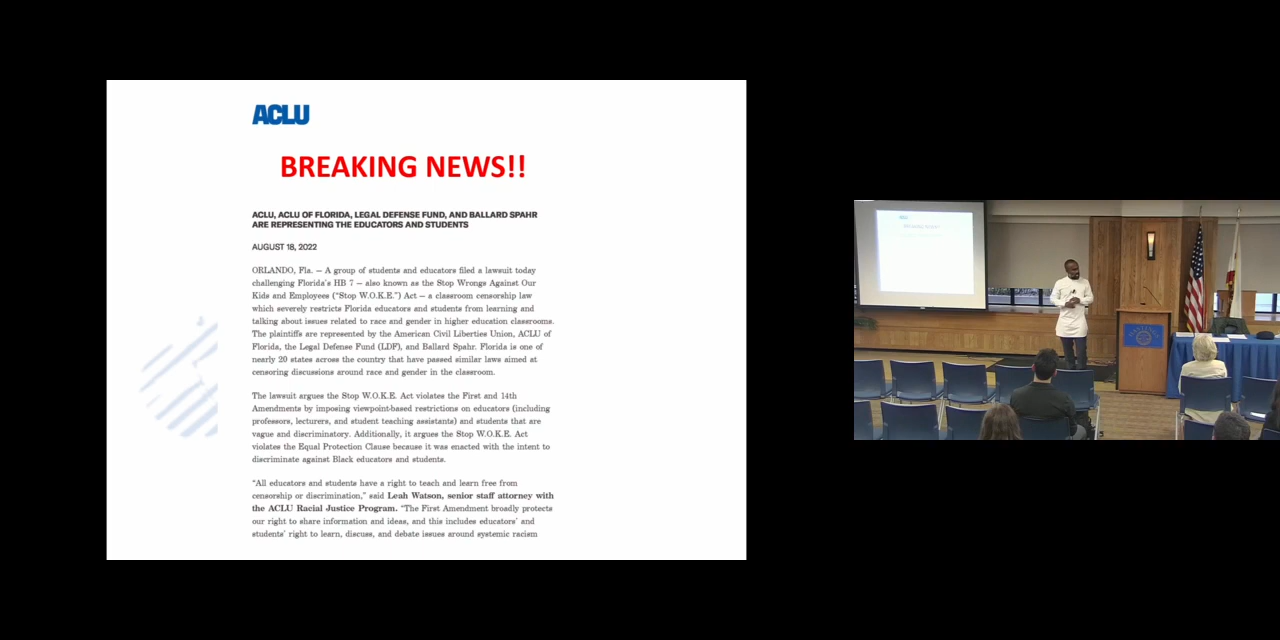 ACLU
BREAKING NEWS!!
ACLU, ACLU OF FLORIDA, LEGAL DEFENSE FUND, AND BALLARD SPAHR
ARE REPRESENTING THE EDUCATORS AND STUDENTS
AUGUST 18, 2022
ORLANDO, Fla. — A group of students and educators filed a lawsuit today
challenging Florida's HB 7 — also known as the Stop Wrongs Against Our
Kids and Employees ("Stop W.O.K.E.") Act — a classroom censorship law
which severely restricts Florida educators and students from learning and
talking about issues related to race and gender in higher education classrooms.
The plaintiffs are represented by the American Civil Liberties Union, ACLU of
Florida, the Legal Defense Fund (LDF), and Ballard Spahr. Florida is one of
nearly 20 states across the country that have passed similar laws aimed at
censoring discussions around race and gender in the classroom.
The lawsuit argues the Stop W.O.K.E. Act violates the First and 14th
Amendments by imposing viewpoint-based restrictions on educators (including
professors, lecturers, and student teaching assistants) and students that are
vague and discriminatory. Additionally, it argues the Stop W.O.K.E. Act
violates the Equal Protection Clause because it was enacted with the intent to
discriminate against Black educators and students.
"All educators and students have a right to teach and learn free from
censorship or discrimination," said Leah Watson, senior staff attorney with
the ACLU Racial Justice Program. "The First Amendment broadly protects
our right to share information and ideas, and this includes educators' and
students' right to learn, discuss, and debate issues around systemic racism